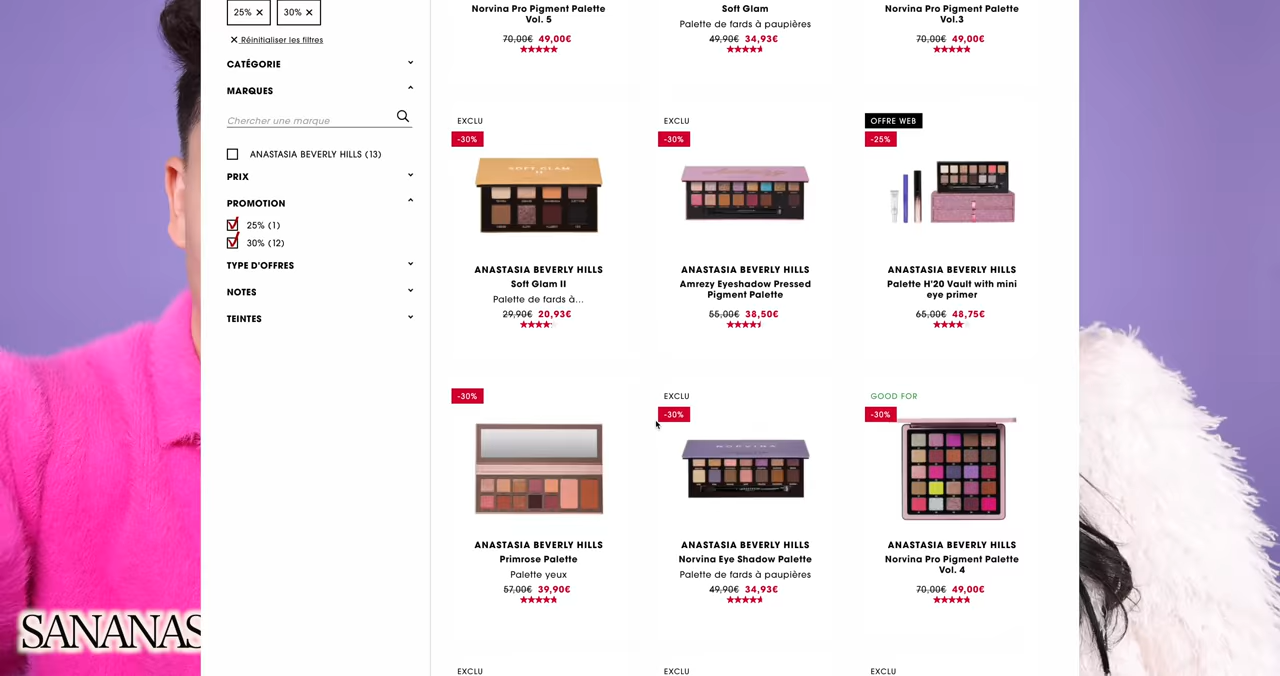 25% ✕
30% ✕
✕ Réinitialiser les filtres
CATÉGORIE
MARQUES
Chercher une marque
ANASTASIA BEVERLY HILLS (13)
PRIX
PROMOTION
25% (1)
30% (12)
TYPE D'OFFRES
NOTES
TEINTES
Norvina Pro Pigment Palette
Vol. 5
70,00€ 49,00€
Soft Glam
Palette de fards à paupières
49,90€ 34,93€
Norvina Pro Pigment Palette
Vol.3
70,00€ 49,00€
EXCLU
-30%
SOFT GLAM
II
ANASTASIA BEVERLY HILLS
Soft Glam II
Palette de fards à...
29,90€ 20,93€
EXCLU
-30%
ANASTASIA BEVERLY HILLS
Amrezy Eyeshadow Pressed
Pigment Palette
55,00€ 38,50€
OFFRE WEB
-25%
ANASTASIA BEVERLY HILLS
Palette H'20 Vault with mini
eye primer
65,00€ 48,75€
-30%
ANASTASIA BEVERLY HILLS
Primrose Palette
Palette yeux
57,00€ 39,90€
EXCLU
-30%
NORVINA
ANASTASIA BEVERLY HILLS
Norvina Eye Shadow Palette
Palette de fards à paupières
49,90€ 34,93€
GOOD FOR
-30%
ANASTASIA BEVERLY HILLS
Norvina Pro Pigment Palette
Vol. 4
70,00€ 49,00€
EXCLU
EXCLU
EXCLU
SANANAS